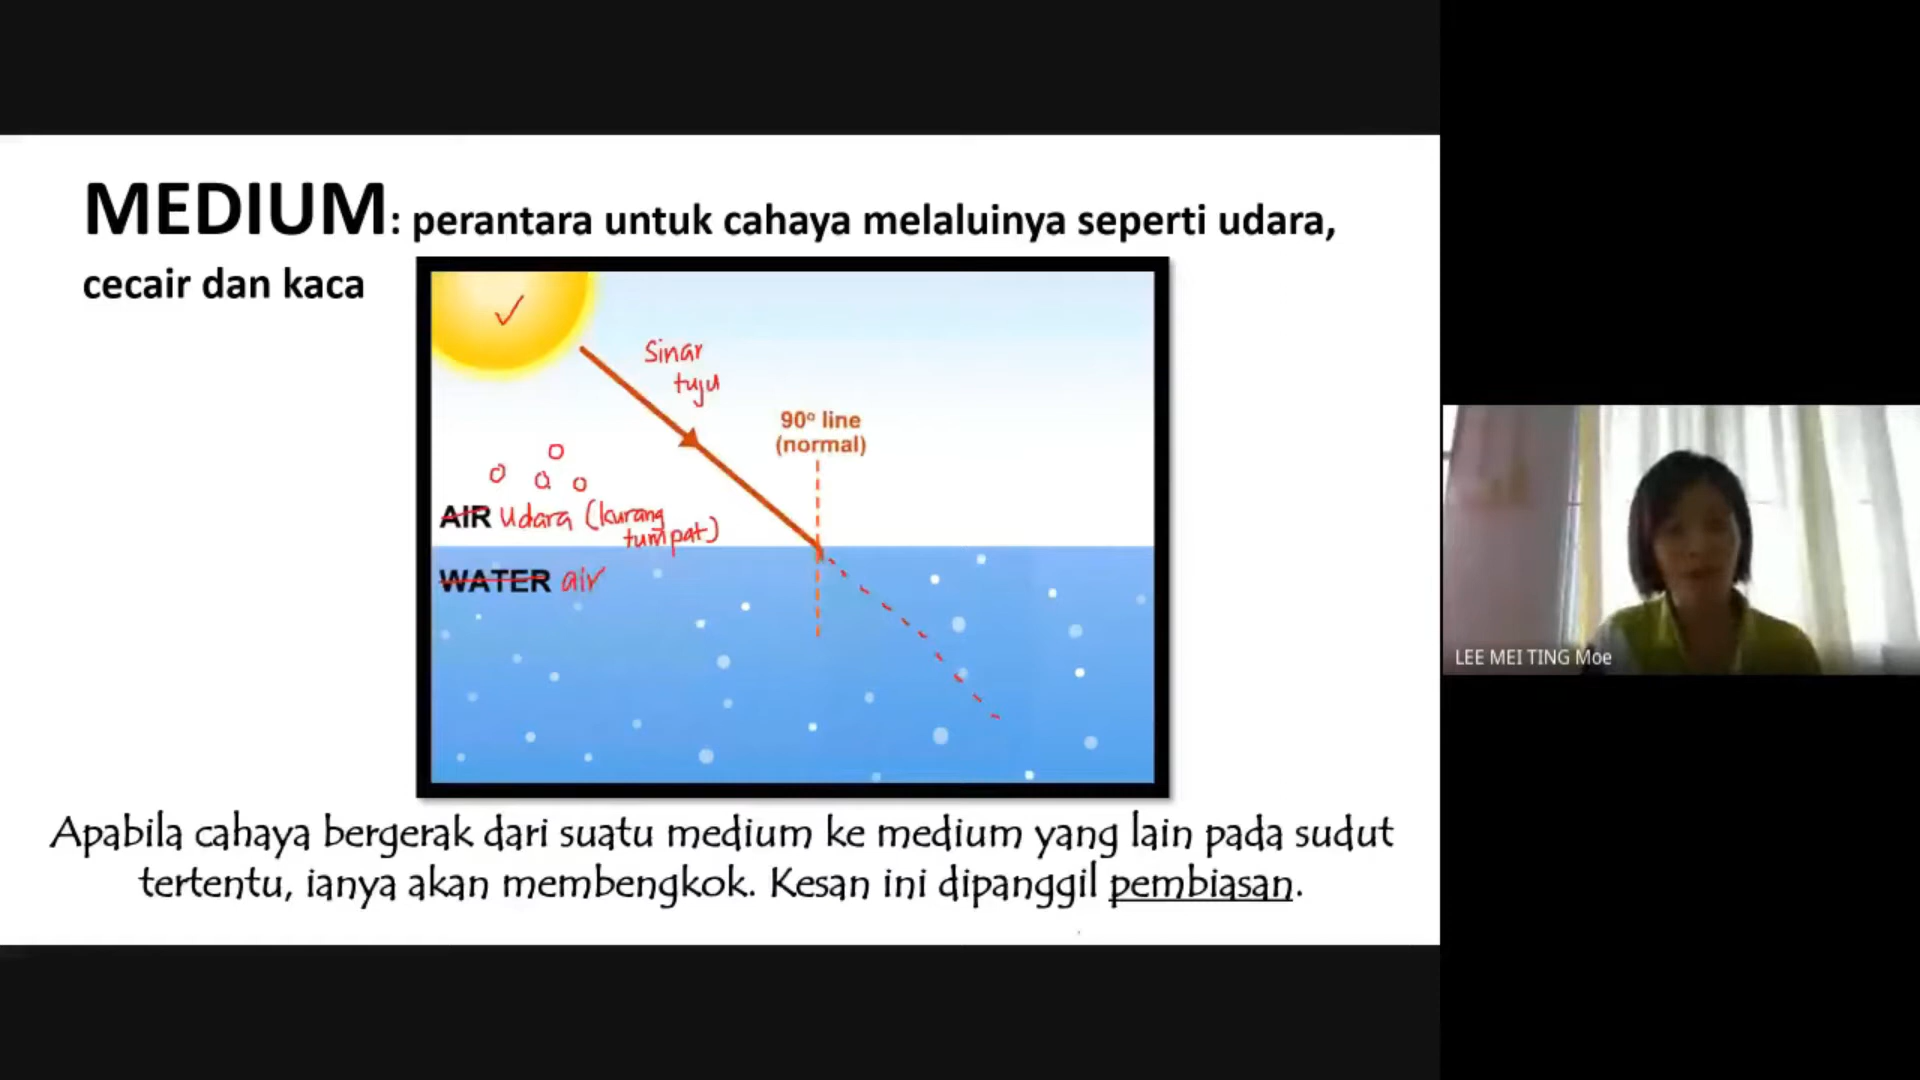 MEDIUM: perantara untuk cahaya melaluinya seperti udara,
cecair dan kaca
Sinar
tuju
90° line
(normal)
AIR udara (kurang
tumpat)
WATER air
Apabila cahaya bergerak dari suatu medium ke medium yang lain pada sudut
tertentu, ianya akan membengkok. Kesan ini dipanggil pembiasan.
LEE MEI TING Moe